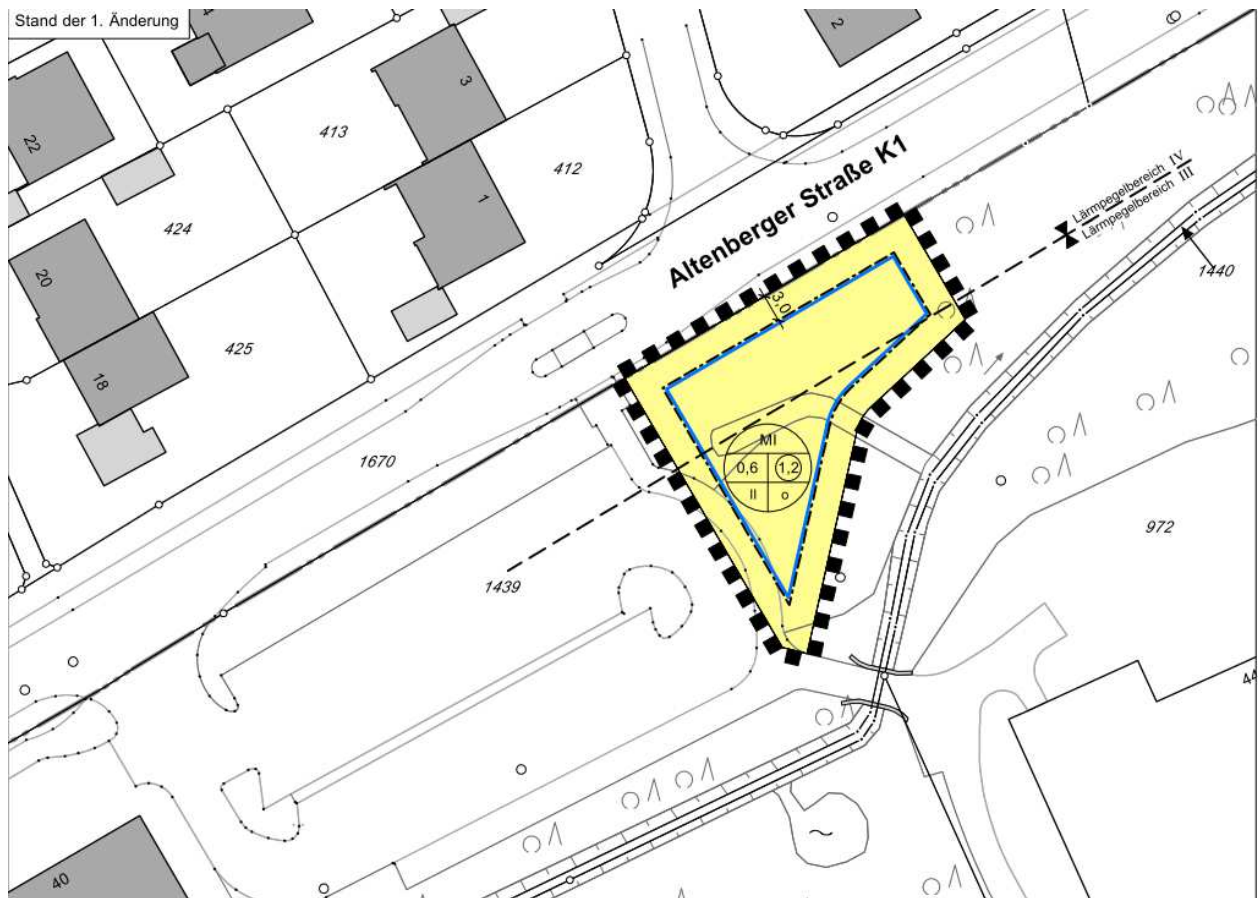 Stand der 1. Änderung
4
3
2
22
413
412
1
424
Altenberger Straße K1
Lärmpegelbereich IV
Lärmpegelbereich III
20
3,0
1440
425
18
MI
1670
0,6
1,2
II
o
972
1439
44
40